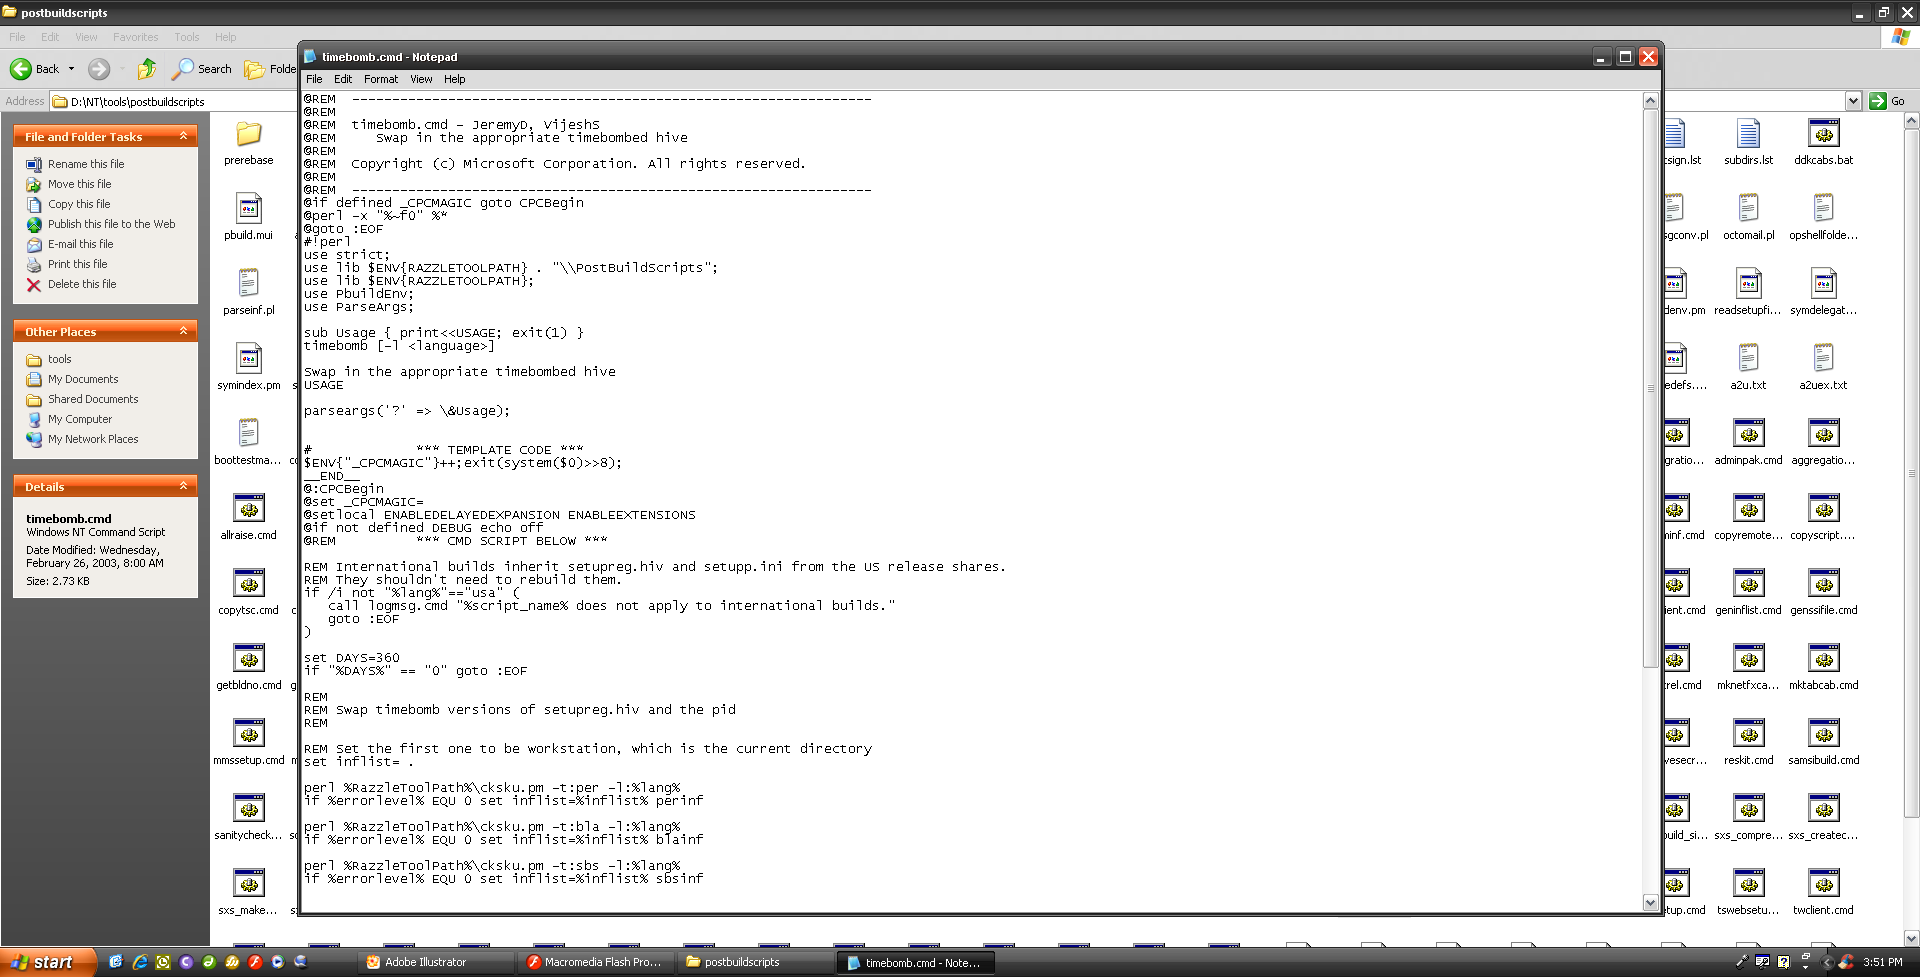 postbuildscripts
File Edit View Favorites Tools Help
Back Search Folde
Address D:\NT\tools\postbuildscripts Go
File and Folder Tasks
Rename this file
Move this file
Copy this file
Publish this file to the Web
E-mail this file
Print this file
Delete this file
Other Places
tools
My Documents
Shared Documents
My Computer
My Network Places
Details
timebomb.cmd
Windows NT Command Script
Date Modified: Wednesday,
February 26, 2003, 8:00 AM
Size: 2.73 KB
prerebase
pbuild.mui
parseinf.pl
symindex.pm
boottestma...
allraise.cmd
copytsc.cmd
getbldno.cmd
mmssetup.cmd
sanitycheck...
sxs_make...
timebomb.cmd - Notepad
File Edit Format View Help
@REM  -----------------------------------------------------------------
@REM
@REM  timebomb.cmd - JeremyD, VijeshS
@REM     Swap in the appropriate timebombed hive
@REM
@REM  Copyright (c) Microsoft Corporation. All rights reserved.
@REM
@REM  -----------------------------------------------------------------
@if defined _CPCMAGIC goto CPCBegin
@perl -x "%~f0" %*
@goto :EOF
#!perl
use strict;
use lib $ENV{RAZZLETOOLPATH} . "\\PostBuildScripts";
use lib $ENV{RAZZLETOOLPATH};
use PbuildEnv;
use ParseArgs;
sub Usage { print<<USAGE; exit(1) }
timebomb [-l <language>]
Swap in the appropriate timebombed hive
USAGE
parseargs('?' => \&Usage);
#             *** TEMPLATE CODE ***
$ENV{"_CPCMAGIC"}++;exit(system($0)>>8);
__END__
@:CPCBegin
@set _CPCMAGIC=
@setlocal ENABLEDELAYEDEXPANSION ENABLEEXTENSIONS
@if not defined DEBUG echo off
@REM          *** CMD SCRIPT BELOW ***
REM International builds inherit setupreg.hiv and setupp.ini from the US release shares.
REM They shouldn't need to rebuild them.
if /i not "%lang%"=="usa" (
   call logmsg.cmd "%script_name% does not apply to international builds."
   goto :EOF
)
set DAYS=360
if "%DAYS%" == "0" goto :EOF
REM
REM Swap timebomb versions of setupreg.hiv and the pid
REM
REM Set the first one to be workstation, which is the current directory
set inflist= .
perl %RazzleToolPath%\cksku.pm -t:per -l:%lang%
if %errorlevel% EQU 0 set inflist=%inflist% perinf
perl %RazzleToolPath%\cksku.pm -t:bla -l:%lang%
if %errorlevel% EQU 0 set inflist=%inflist% blainf
perl %RazzleToolPath%\cksku.pm -t:sbs -l:%lang%
if %errorlevel% EQU 0 set inflist=%inflist% sbsinf
sign.lst subdirs.lst ddkcabs.bat
sgconv.pl octomail.pl opshellfolde...
denv.pm readsetupfi... symdelegat...
edefs.... a2u.txt a2uex.txt
gratio... adminpak.cmd aggregatio...
minf.cmd copyremote... copyscript....
ient.cmd geninflist.cmd genssifile.cmd
rel.cmd mknetfxca... mktabcab.cmd
vesecr... reskit.cmd samsibuild.cmd
build_si... sxs_compre... sxs_createc...
etup.cmd tswebsetu... twclient.cmd
start Adobe Illustrator Macromedia Flash Pro... postbuildscripts timebomb.cmd - Note... 3:51 PM